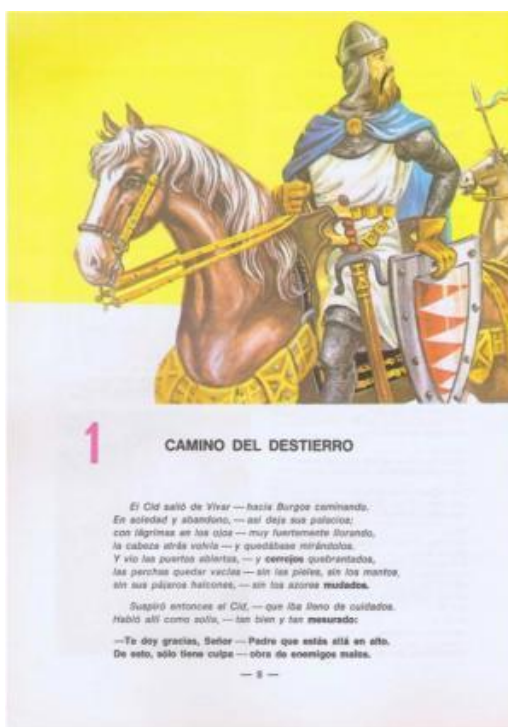 1
CAMINO DEL DESTIERRO
El Cid salió de Vivar — hacia Burgos caminando.
En soledad y abandono, — así deja sus palacios;
con lágrimas en los ojos — muy fuertemente llorando,
la cabeza atrás volvía — y quedábase mirándolos.
Y vio las puertas abiertas, — y cerrojos quebrantados,
las perchas quedar vacías — sin las pieles, sin los mantos,
sin sus pájaros halcones, — sin los azores mudados.
Suspiró entonces el Cid, — que iba lleno de cuidados.
Habló allí como solía, — tan bien y tan mesurado:
—Te doy gracias, Señor — Padre que estás allá en alto.
De esto, sólo tiene culpa — obra de enemigos malos.